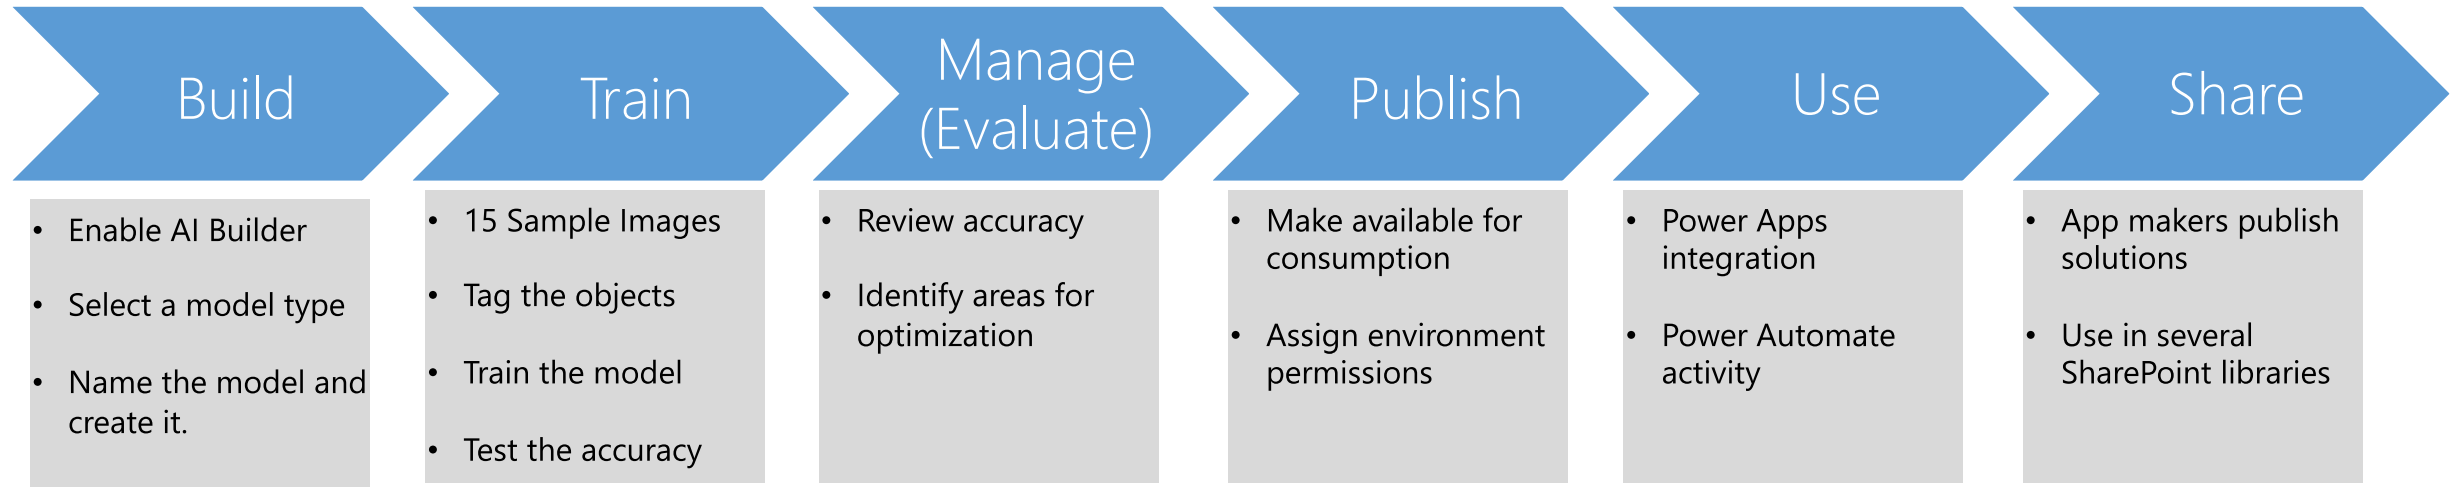 Build
Train
Manage
(Evaluate)
Publish
Use
Share
• Enable AI Builder
• Select a model type
• Name the model and
create it.
• 15 Sample Images
• Tag the objects
• Train the model
• Test the accuracy
• Review accuracy
• Identify areas for
optimization
• Make available for
consumption
• Assign environment
permissions
• Power Apps
integration
• Power Automate
activity
• App makers publish
solutions
• Use in several
SharePoint libraries